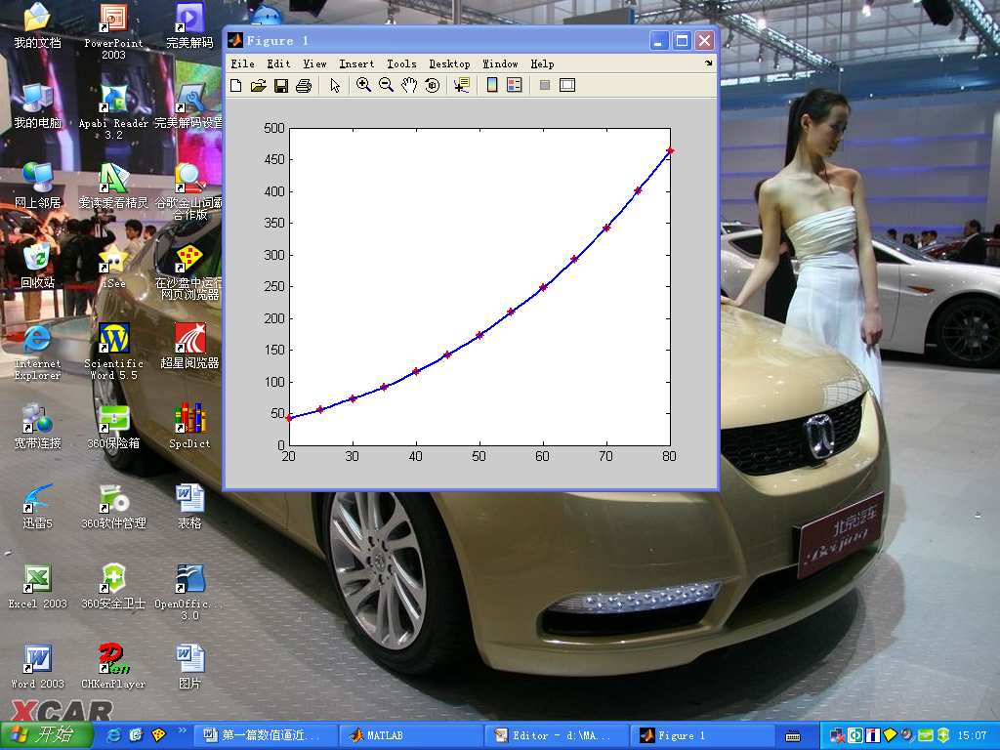 我的文档
PowerPoint
2003
完美解码
我的电脑
Apabi Reader
3.2
完美解码设置
网上邻居
爱读爱看精灵
谷歌金山词霸
合作版
回收站
iSee
在沙盘中运行
网页浏览器
Internet
Explorer
Scientific
Word 5.5
超星阅览器
宽带连接
360保险箱
SpcDict
迅雷5
360软件管理
表格
Excel 2003
360安全卫士
OpenOffic...
3.0
Word 2003
CHKenPlayer
图片
XCAR
Figure 1
File Edit View Insert Tools Desktop Window Help
500
450
400
350
300
250
200
150
100
50
0
20 30 40 50 60 70 80
北京汽车
Beijing
开始
第一篇数值逼近...
MATLAB
Editor - d:\MA...
Figure 1
15:07